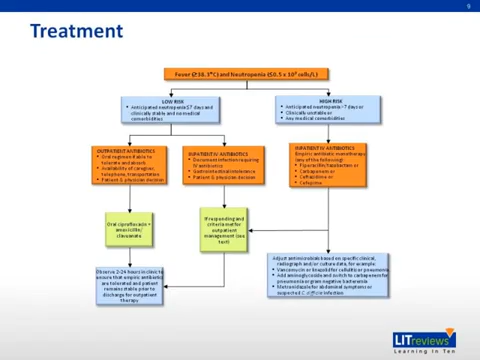 9
Treatment
Fever (≥38.3°C) and Neutropenia (≤0.5 x 10⁹ cells/L)
LOW RISK
• Anticipated neutropenia ≤7 days and
clinically stable and no medical
comorbidities
HIGH RISK
• Anticipated neutropenia >7 days or
• Clinically unstable or
• Any medical comorbidities
OUTPATIENT ANTIBIOTICS
• Oral regimen if able to
tolerate and absorb
• Availability of caregiver,
telephone, transportation
• Patient & physician decision
INPATIENT IV ANTIBIOTICS
• Document infection requiring
IV antibiotics
• Gastrointestinal intolerance
• Patient & physician decision
INPATIENT IV ANTIBIOTICS
Empiric antibiotic monotherapy
(any of the following):
• Piperacillin/tazobactam or
• Carbapenem or
• Ceftazidime or
• Cefepime
Oral ciprofloxacin +
amoxicillin/
clavulanate
If responding and
criteria met for
outpatient
management (see
text)
Observe 2-24 hours in clinic to
ensure that empiric antibiotics
are tolerated and patient
remains stable prior to
discharge for outpatient
therapy
Adjust antimicrobials based on specific clinical,
radiograph and/or culture data, for example:
• Vancomycin or linezolid for cellulitis or pneumonia
• Add aminoglycoside and switch to carbapenem for
pneumonia or gram negative bacteremia
• Metronidazole for abdominal symptoms or
suspected C. difficile infection
LITreviews
Learning in Ten